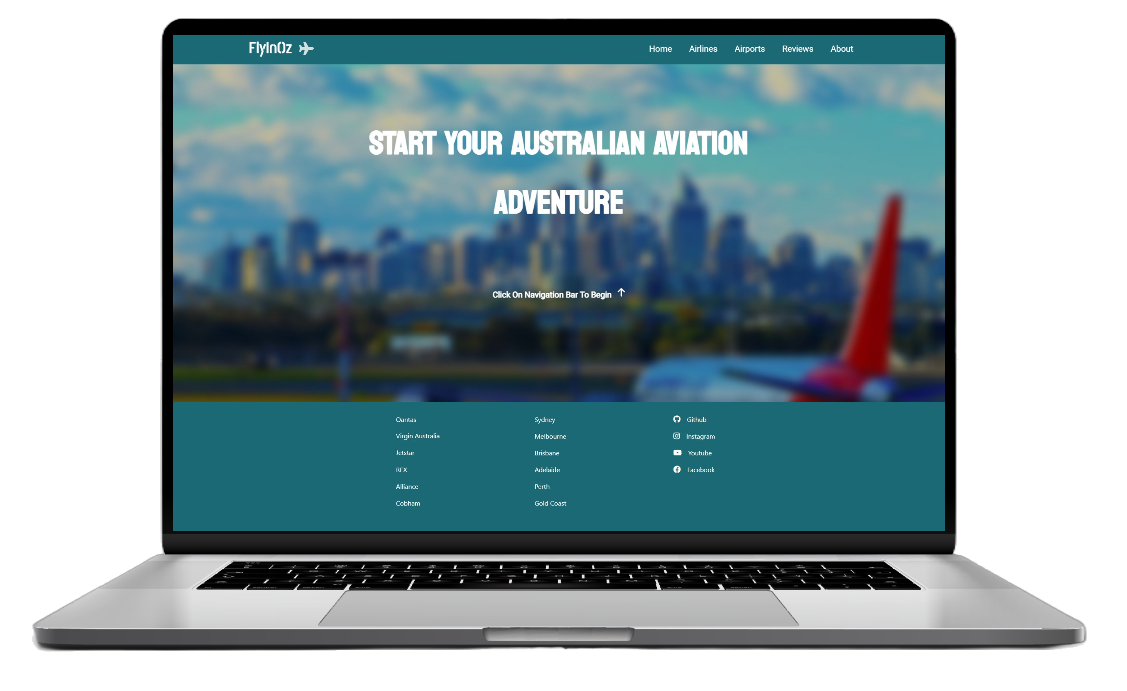 FlyInOz
Home Airlines Airports Reviews About
START YOUR AUSTRALIAN AVIATION
ADVENTURE
Click On Navigation Bar To Begin
Qantas
Virgin Australia
Jetstar
REX
Alliance
Cobham
Sydney
Melbourne
Brisbane
Adelaide
Perth
Gold Coast
Github
Instagram
Youtube
Facebook